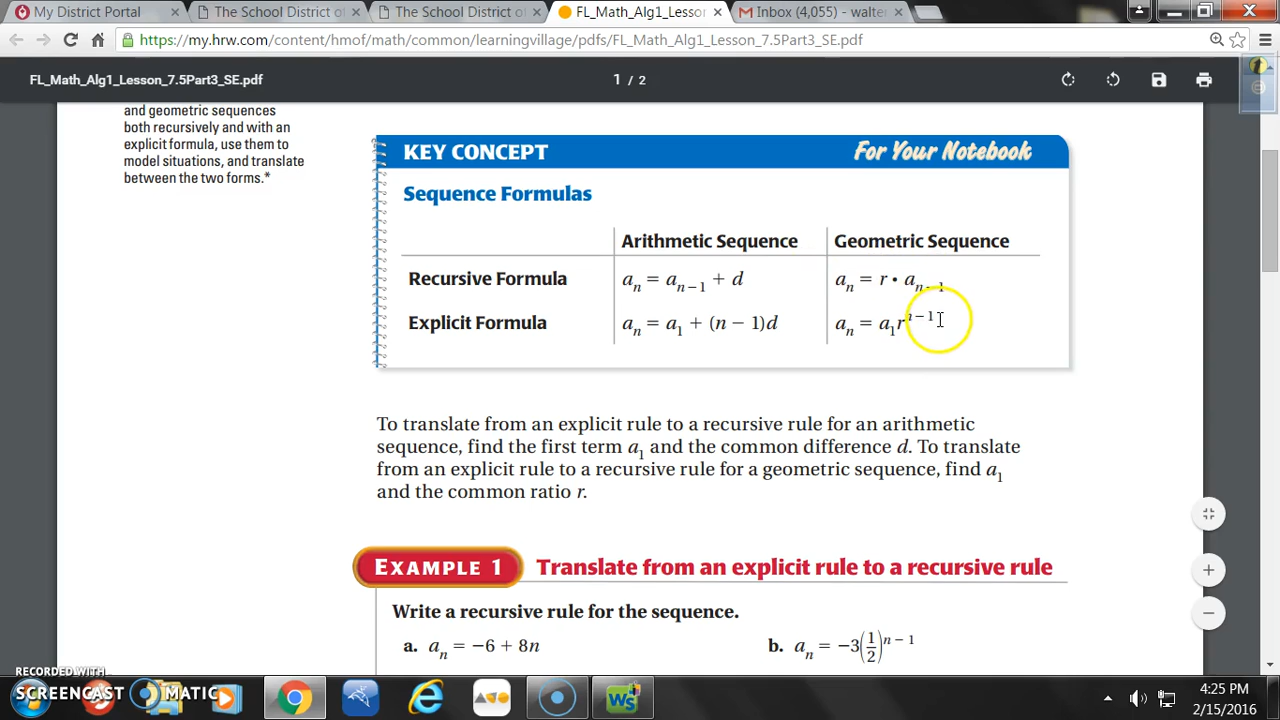 My District Portal
The School District of
The School District of
FL_Math_Alg1_Lesson
Inbox (4,055) - walter
https://my.hrw.com/content/hmof/math/common/learningvillage/pdfs/FL_Math_Alg1_Lesson_7.5Part3_SE.pdf
FL_Math_Alg1_Lesson_7.5Part3_SE.pdf
1 / 2
and geometric sequences
both recursively and with an
explicit formula, use them to
model situations, and translate
between the two forms.*
KEY CONCEPT
For Your Notebook
Sequence Formulas
Arithmetic Sequence Geometric Sequence
Recursive Formula aₙ = aₙ₋₁ + d aₙ = r • aₙ₋₁
Explicit Formula aₙ = a₁ + (n − 1)d aₙ = a₁rⁿ⁻¹
To translate from an explicit rule to a recursive rule for an arithmetic
sequence, find the first term a₁ and the common difference d. To translate
from an explicit rule to a recursive rule for a geometric sequence, find a₁
and the common ratio r.
EXAMPLE 1 Translate from an explicit rule to a recursive rule
Write a recursive rule for the sequence.
a. aₙ = −6 + 8n b. aₙ = −3(1/2)ⁿ⁻¹
RECORDED WITH
SCREENCAST MATIC
4:25 PM
2/15/2016